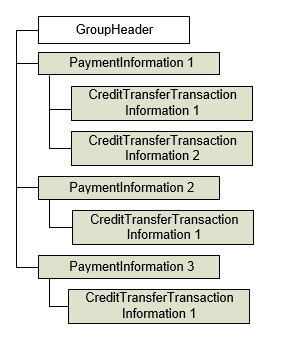 GroupHeader
PaymentInformation 1
CreditTransferTransaction
Information 1
CreditTransferTransaction
Information 2
PaymentInformation 2
CreditTransferTransaction
Information 1
PaymentInformation 3
CreditTransferTransaction
Information 1